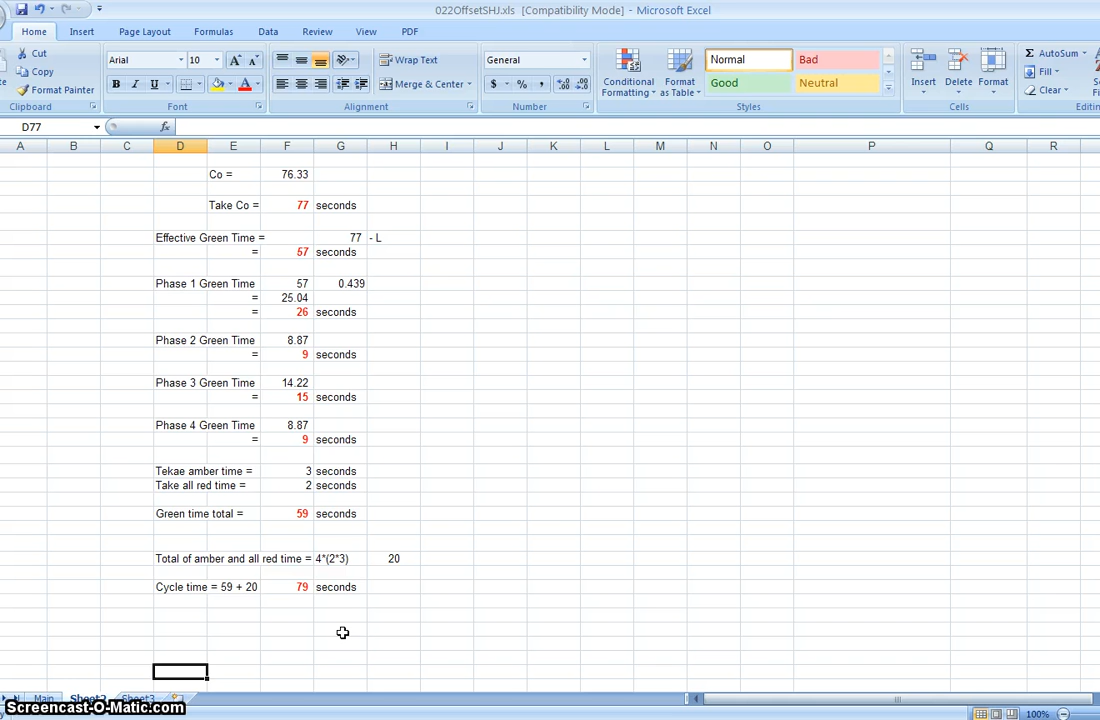 022OffsetSHJ.xls [Compatibility Mode] - Microsoft Excel
Home Insert Page Layout Formulas Data Review View PDF
Cut
Copy
Format Painter
Clipboard
Arial 10
B I U
Font
Wrap Text
Merge & Center
Alignment
General
$ % ,
Number
Conditional Formatting
Format as Table
Normal Bad
Good Neutral
Styles
Insert Delete Format
Cells
Σ AutoSum
Fill
Clear
D77 fx
A B C D E F G H I J K L M N O P Q R
Co = 76.33
Take Co = 77 seconds
Effective Green Time = 77 - L
= 57 seconds
Phase 1 Green Time 57 0.439
= 25.04
= 26 seconds
Phase 2 Green Time 8.87
= 9 seconds
Phase 3 Green Time 14.22
= 15 seconds
Phase 4 Green Time 8.87
= 9 seconds
Tekae amber time = 3 seconds
Take all red time = 2 seconds
Green time total = 59 seconds
Total of amber and all red time = 4*(2*3) 20
Cycle time = 59 + 20 79 seconds
Main Sheet2 Sheet3
Screencast-O-Matic.com
100%